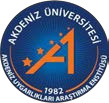 AKDENİZ ÜNİVERSİTESİ
1982
AKDENİZ UYGARLIKLARI ARAŞTIRMA ENSTİTÜSÜ